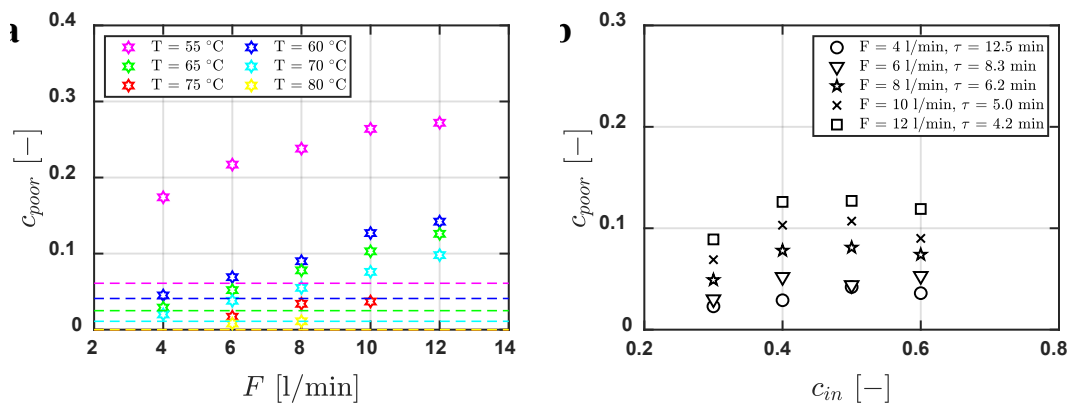 a
0.4
0.3
0.2
0.1
0
c_poor [−]
T = 55 °C
T = 60 °C
T = 65 °C
T = 70 °C
T = 75 °C
T = 80 °C
2 4 6 8 10 12 14
F [l/min]
b
0.3
0.2
0.1
0
c_poor [−]
F = 4 l/min, τ = 12.5 min
F = 6 l/min, τ = 8.3 min
F = 8 l/min, τ = 6.2 min
F = 10 l/min, τ = 5.0 min
F = 12 l/min, τ = 4.2 min
0.2 0.4 0.6 0.8
c_in [−]